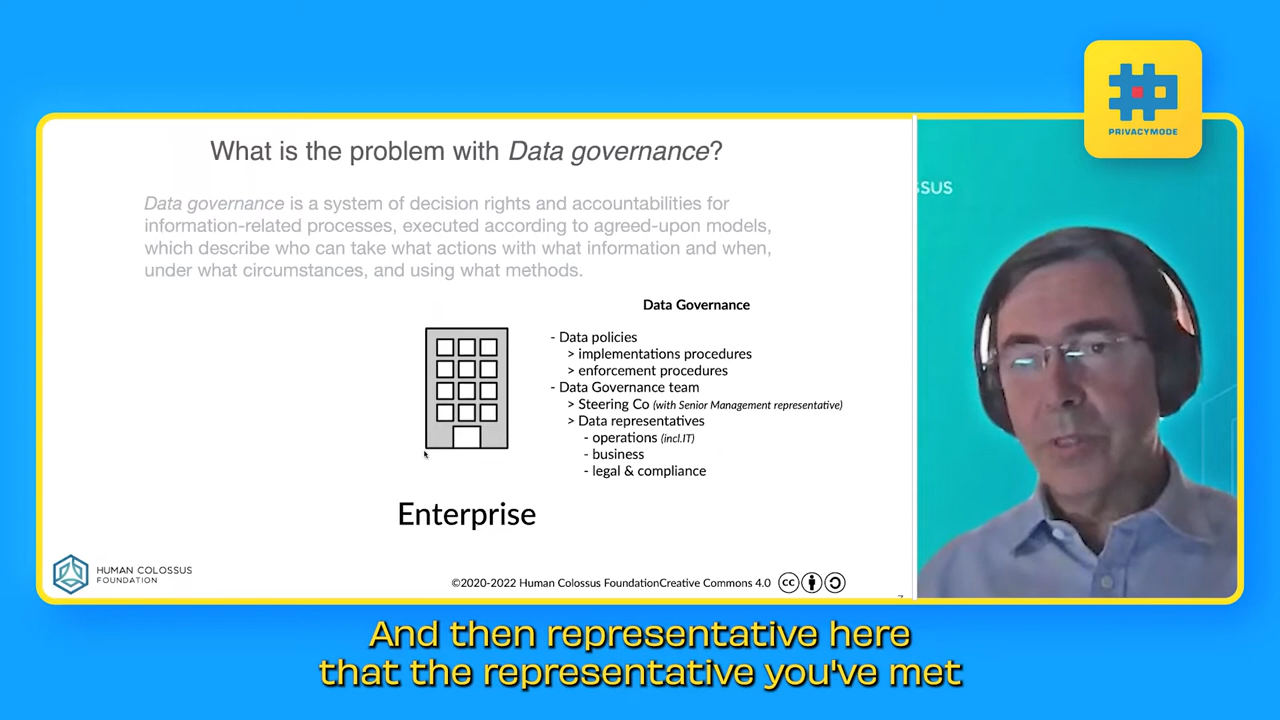 PRIVACYMODE
What is the problem with Data governance?
Data governance is a system of decision rights and accountabilities for
information-related processes, executed according to agreed-upon models,
which describe who can take what actions with what information and when,
under what circumstances, and using what methods.
Data Governance
- Data policies
> implementations procedures
> enforcement procedures
- Data Governance team
> Steering Co (with Senior Management representative)
> Data representatives
- operations (incl.IT)
- business
- legal & compliance
Enterprise
HUMAN COLOSSUS
FOUNDATION
©2020-2022 Human Colossus FoundationCreative Commons 4.0
SSUS
And then representative here
that the representative you've met